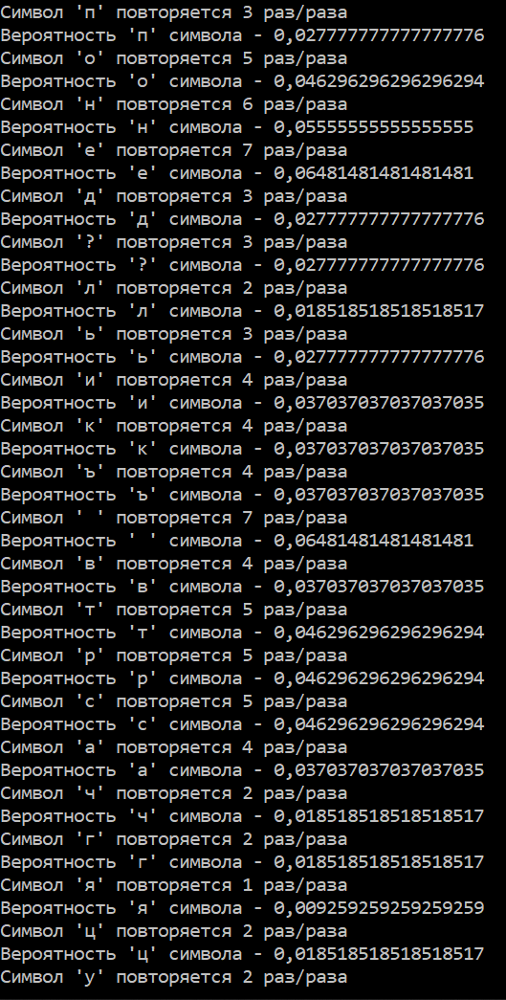 Символ 'п' повторяется 3 раз/раза
Вероятность 'п' символа - 0,027777777777777776
Символ 'о' повторяется 5 раз/раза
Вероятность 'о' символа - 0,046296296296296294
Символ 'н' повторяется 6 раз/раза
Вероятность 'н' символа - 0,05555555555555555
Символ 'е' повторяется 7 раз/раза
Вероятность 'е' символа - 0,06481481481481481
Символ 'д' повторяется 3 раз/раза
Вероятность 'д' символа - 0,027777777777777776
Символ '?' повторяется 3 раз/раза
Вероятность '?' символа - 0,027777777777777776
Символ 'л' повторяется 2 раз/раза
Вероятность 'л' символа - 0,018518518518518517
Символ 'ь' повторяется 3 раз/раза
Вероятность 'ь' символа - 0,027777777777777776
Символ 'и' повторяется 4 раз/раза
Вероятность 'и' символа - 0,037037037037037035
Символ 'к' повторяется 4 раз/раза
Вероятность 'к' символа - 0,037037037037037035
Символ 'ъ' повторяется 4 раз/раза
Вероятность 'ъ' символа - 0,037037037037037035
Символ ' ' повторяется 7 раз/раза
Вероятность ' ' символа - 0,06481481481481481
Символ 'в' повторяется 4 раз/раза
Вероятность 'в' символа - 0,037037037037037035
Символ 'т' повторяется 5 раз/раза
Вероятность 'т' символа - 0,046296296296296294
Символ 'р' повторяется 5 раз/раза
Вероятность 'р' символа - 0,046296296296296294
Символ 'с' повторяется 5 раз/раза
Вероятность 'с' символа - 0,046296296296296294
Символ 'а' повторяется 4 раз/раза
Вероятность 'а' символа - 0,037037037037037035
Символ 'ч' повторяется 2 раз/раза
Вероятность 'ч' символа - 0,018518518518518517
Символ 'г' повторяется 2 раз/раза
Вероятность 'г' символа - 0,018518518518518517
Символ 'я' повторяется 1 раз/раза
Вероятность 'я' символа - 0,009259259259259259
Символ 'ц' повторяется 2 раз/раза
Вероятность 'ц' символа - 0,018518518518518517
Символ 'у' повторяется 2 раз/раза